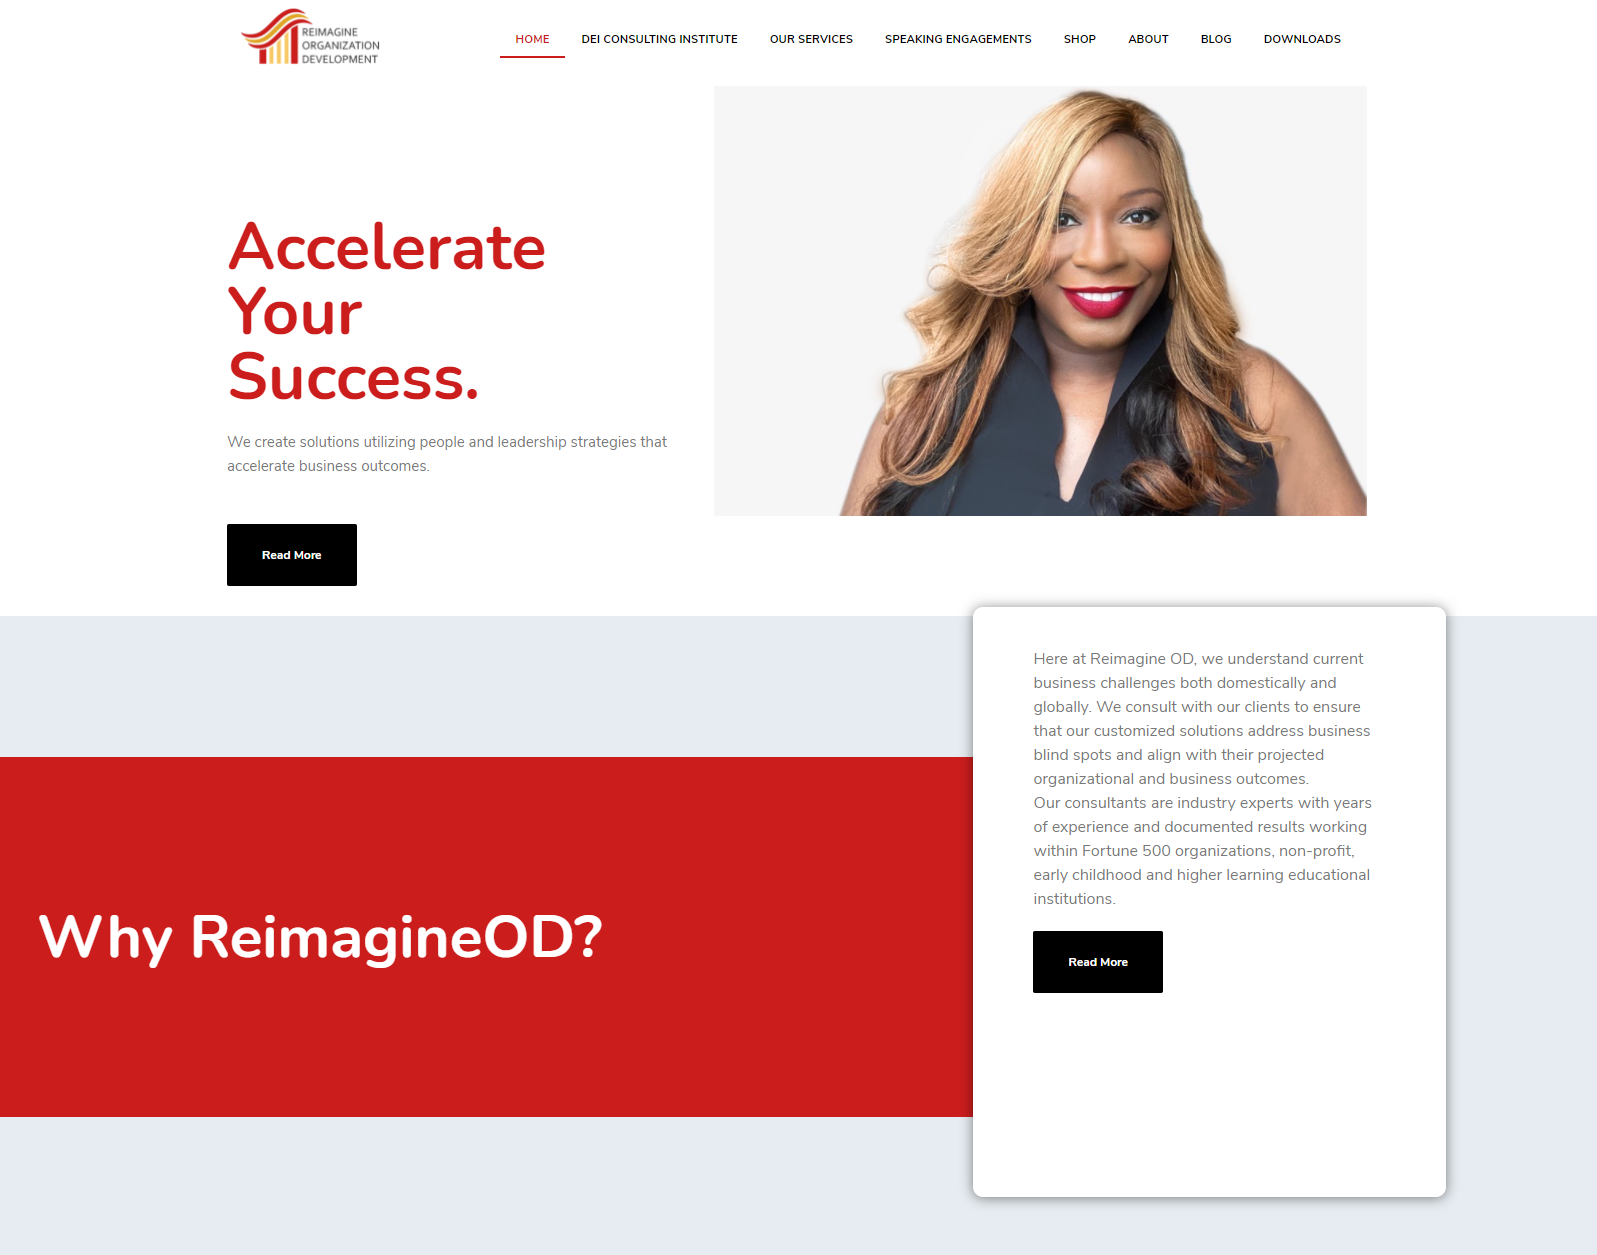 REIMAGINE
ORGANIZATION
DEVELOPMENT
HOME
DEI CONSULTING INSTITUTE
OUR SERVICES
SPEAKING ENGAGEMENTS
SHOP
ABOUT
BLOG
DOWNLOADS
Accelerate
Your
Success.
We create solutions utilizing people and leadership strategies that
accelerate business outcomes.
Read More
Here at Reimagine OD, we understand current
business challenges both domestically and
globally. We consult with our clients to ensure
that our customized solutions address business
blind spots and align with their projected
organizational and business outcomes.
Our consultants are industry experts with years
of experience and documented results working
within Fortune 500 organizations, non-profit,
early childhood and higher learning educational
institutions.
Read More
Why ReimagineOD?